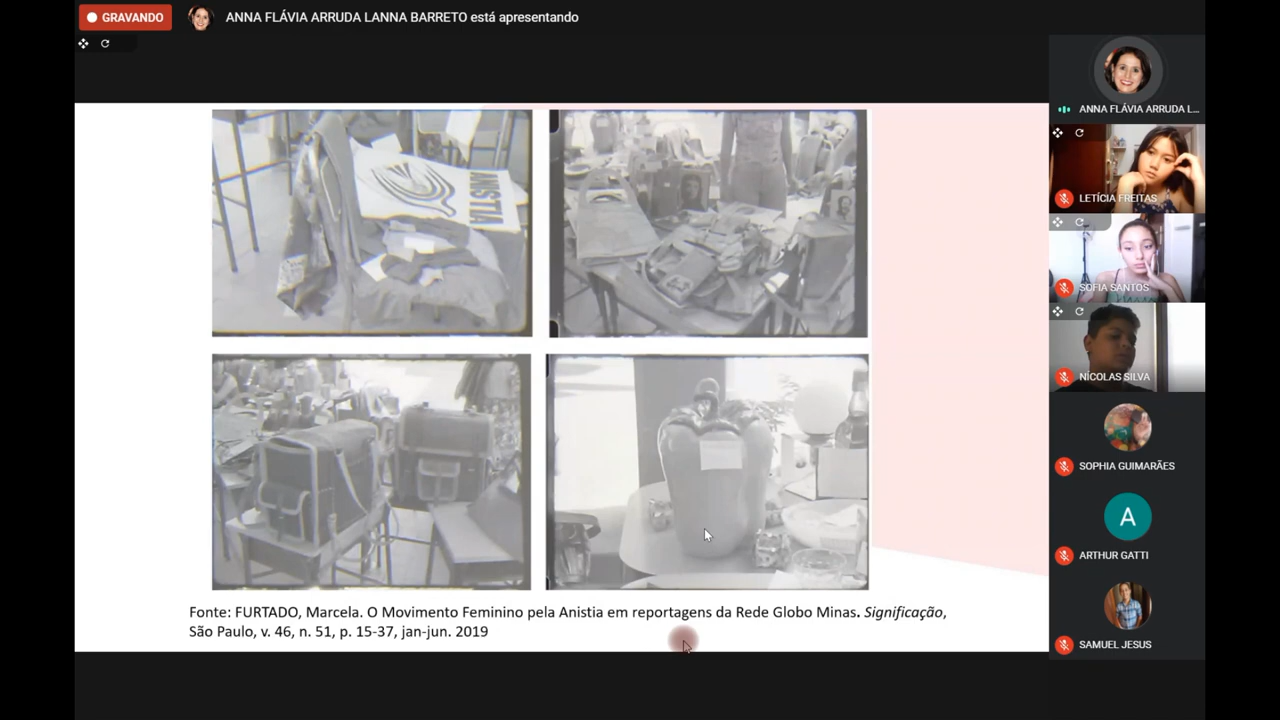 GRAVANDO
ANNA FLÁVIA ARRUDA LANNA BARRETO está apresentando
ANNA FLÁVIA ARRUDA L...
LETÍCIA FREITAS
SOFIA SANTOS
NÍCOLAS SILVA
SOPHIA GUIMARÃES
A
ARTHUR GATTI
SAMUEL JESUS
ANISTIA
Fonte: FURTADO, Marcela. O Movimento Feminino pela Anistia em reportagens da Rede Globo Minas. Significação,
São Paulo, v. 46, n. 51, p. 15-37, jan-jun. 2019